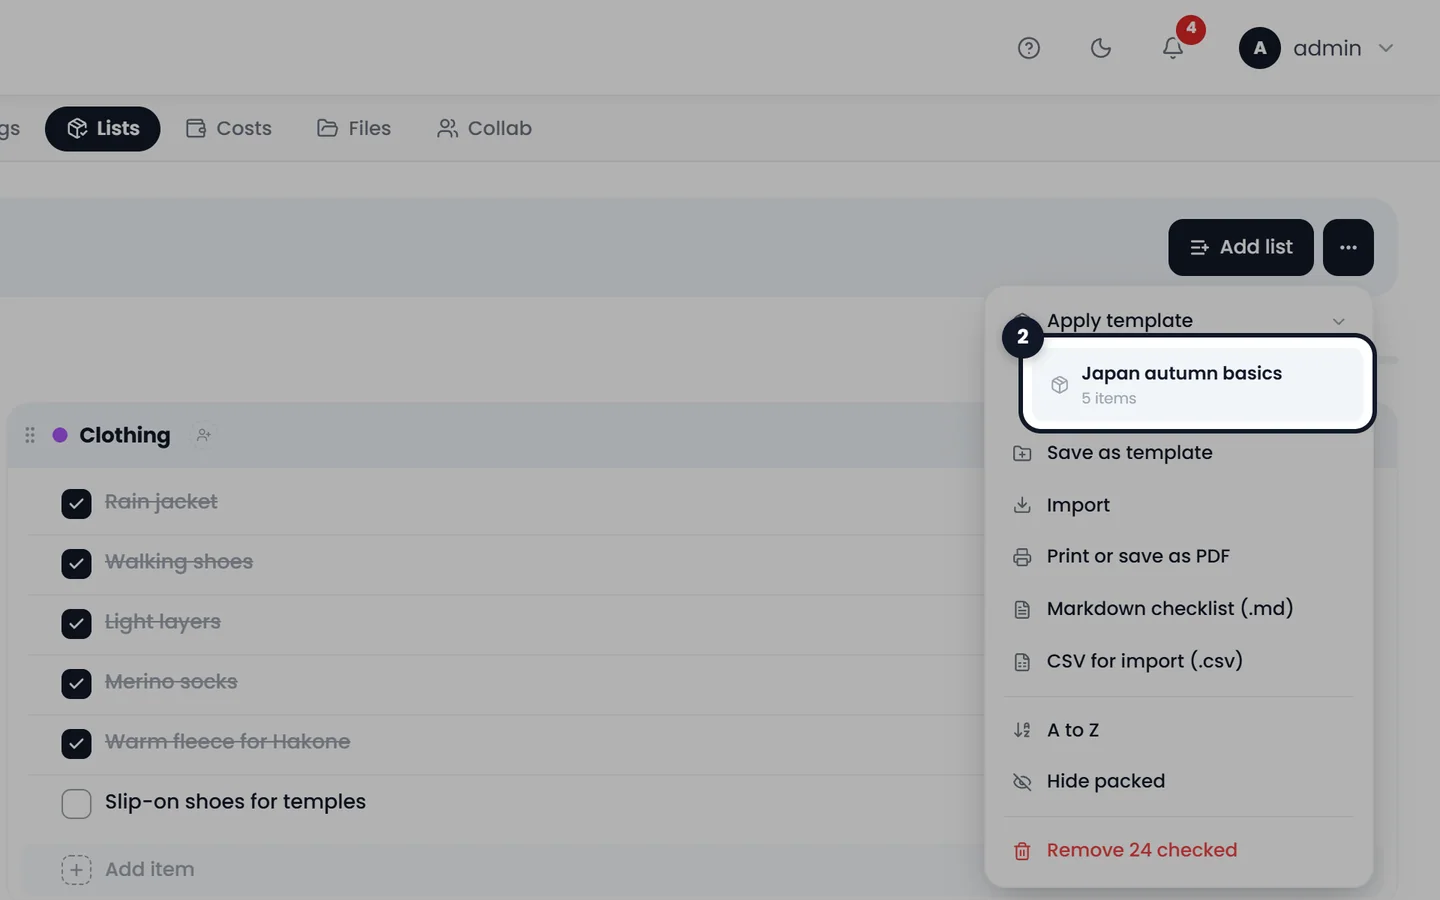 4
A admin
gs Lists Costs Files Collab
Add list
Apply template
2
Japan autumn basics
5 items
Save as template
Import
Print or save as PDF
Markdown checklist (.md)
CSV for import (.csv)
A to Z
Hide packed
Remove 24 checked
Clothing
Rain jacket
Walking shoes
Light layers
Merino socks
Warm fleece for Hakone
Slip-on shoes for temples
Add item